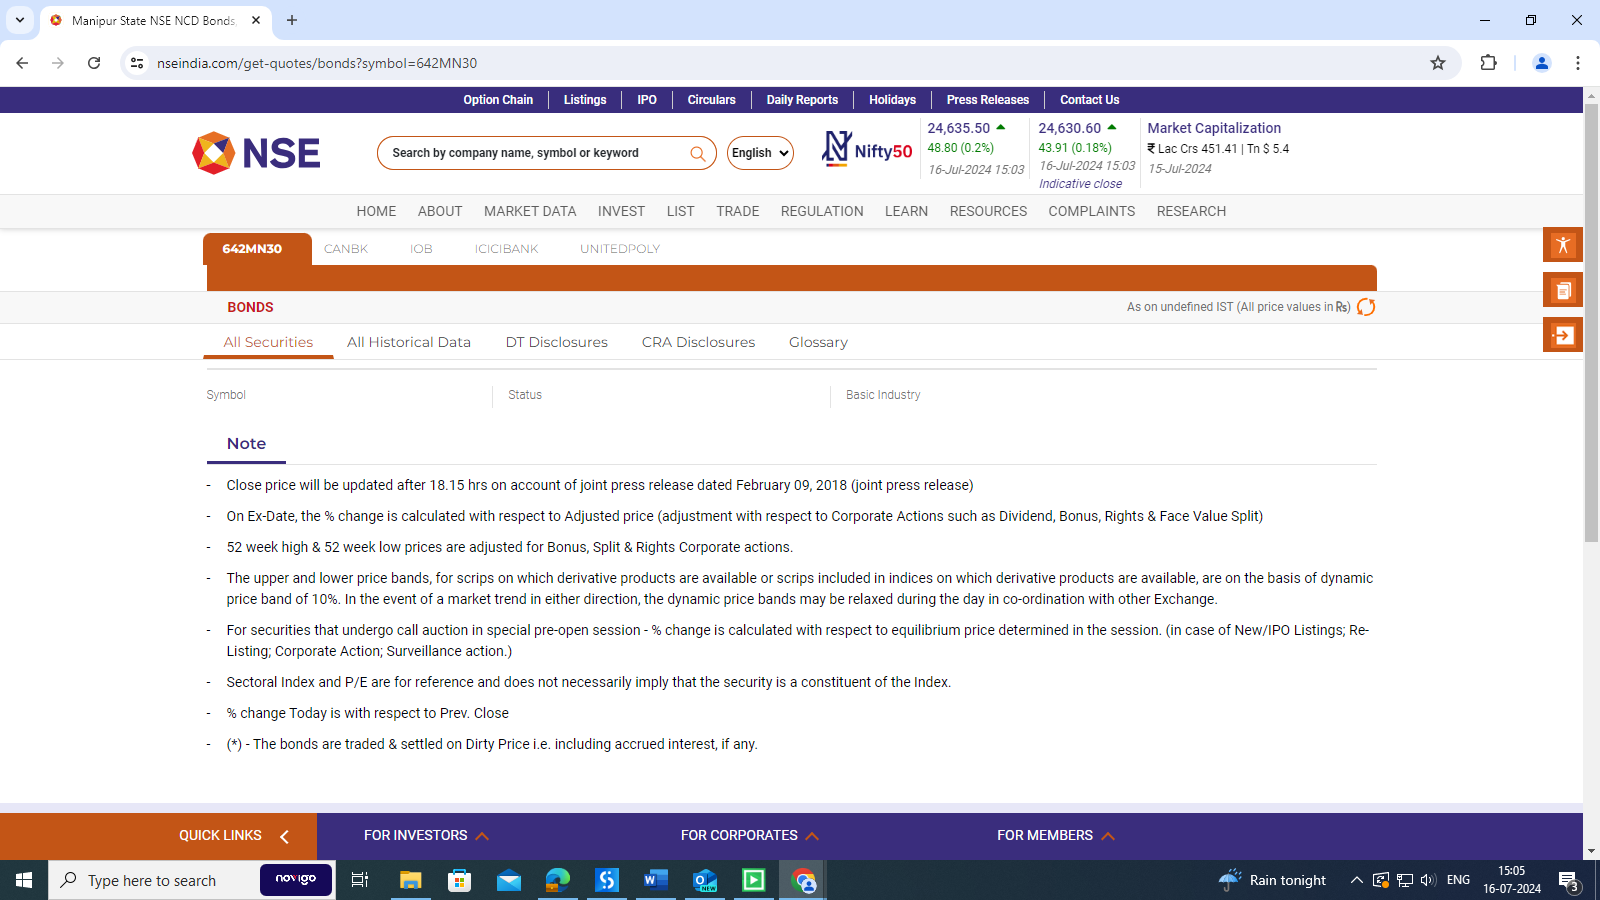 Manipur State NSE NCD Bonds
nseindia.com/get-quotes/bonds?symbol=642MN30
Option Chain Listings IPO Circulars Daily Reports Holidays Press Releases Contact Us
NSE
Search by company name, symbol or keyword
English
N Nifty50
24,635.50
48.80 (0.2%)
16-Jul-2024 15:03
24,630.60
43.91 (0.18%)
16-Jul-2024 15:03
Indicative close
Market Capitalization
₹ Lac Crs 451.41 | Tn $ 5.4
15-Jul-2024
HOME ABOUT MARKET DATA INVEST LIST TRADE REGULATION LEARN RESOURCES COMPLAINTS RESEARCH
642MN30 CANBK IOB ICICIBANK UNITEDPOLY
BONDS
As on undefined IST (All price values in ₨)
All Securities All Historical Data DT Disclosures CRA Disclosures Glossary
Symbol Status Basic Industry
Note
- Close price will be updated after 18.15 hrs on account of joint press release dated February 09, 2018 (joint press release)
- On Ex-Date, the % change is calculated with respect to Adjusted price (adjustment with respect to Corporate Actions such as Dividend, Bonus, Rights & Face Value Split)
- 52 week high & 52 week low prices are adjusted for Bonus, Split & Rights Corporate actions.
- The upper and lower price bands, for scrips on which derivative products are available or scrips included in indices on which derivative products are available, are on the basis of dynamic
price band of 10%. In the event of a market trend in either direction, the dynamic price bands may be relaxed during the day in co-ordination with other Exchange.
- For securities that undergo call auction in special pre-open session - % change is calculated with respect to equilibrium price determined in the session. (in case of New/IPO Listings; Re-
Listing; Corporate Action; Surveillance action.)
- Sectoral Index and P/E are for reference and does not necessarily imply that the security is a constituent of the Index.
- % change Today is with respect to Prev. Close
- (*) - The bonds are traded & settled on Dirty Price i.e. including accrued interest, if any.
QUICK LINKS FOR INVESTORS FOR CORPORATES FOR MEMBERS
Type here to search
novigo
NEW
Rain tonight
ENG
15:05
16-07-2024
3